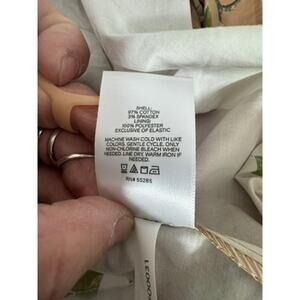 SHELL:
97% COTTON
3% SPANDEX
LINING:
100% POLYESTER
EXCLUSIVE OF ELASTIC
MACHINE WASH COLD WITH LIKE
COLORS, GENTLE CYCLE. ONLY
NON-CHLORINE BLEACH WHEN
NEEDED. LINE DRY, WARM IRON IF
NEEDED.
RN# 55285